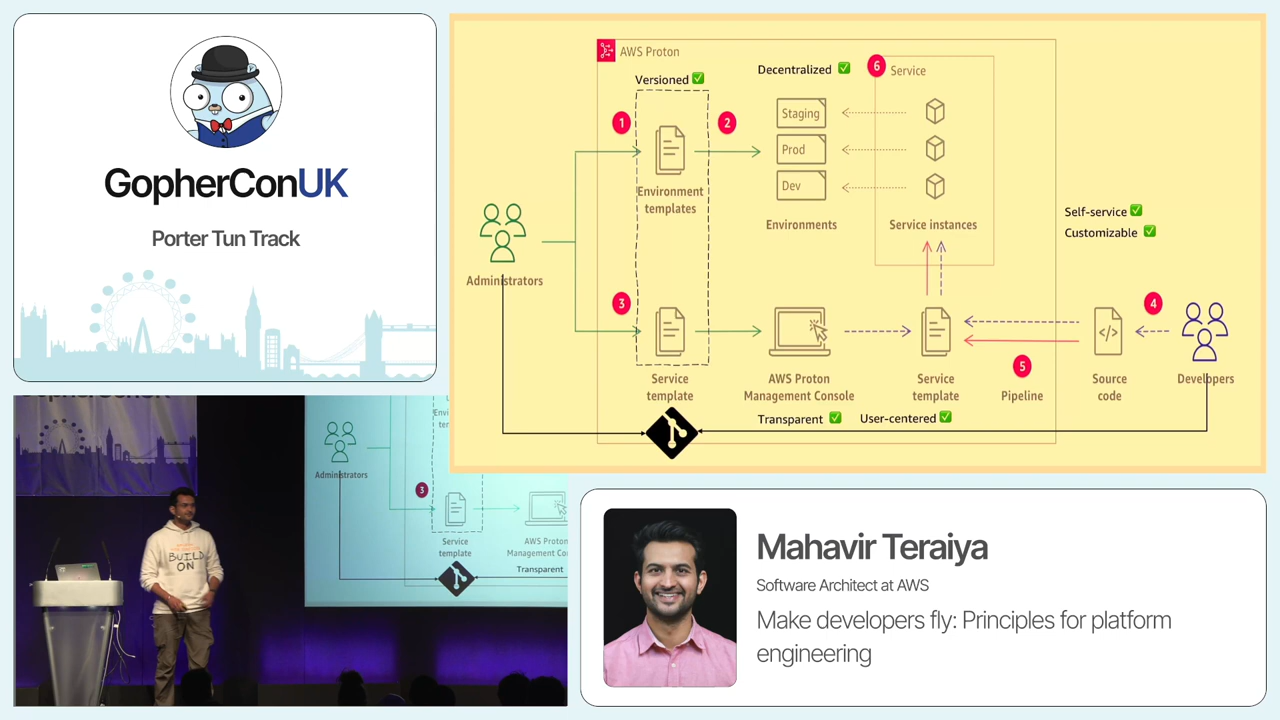 GopherConUK
Porter Tun Track
AWS Proton
Versioned
Decentralized
6
Service
1
2
Staging
Prod
Dev
Environment
templates
Environments
Service instances
Self-service
Customizable
Administrators
3
4
5
Service
template
AWS Proton
Management Console
Service
template
Pipeline
Source
code
Developers
Transparent
User-centered
Administrators
3
Service
template
AWS Proton
Management Co
Transparent
BUILD
ON
Mahavir Teraiya
Software Architect at AWS
Make developers fly: Principles for platform
engineering